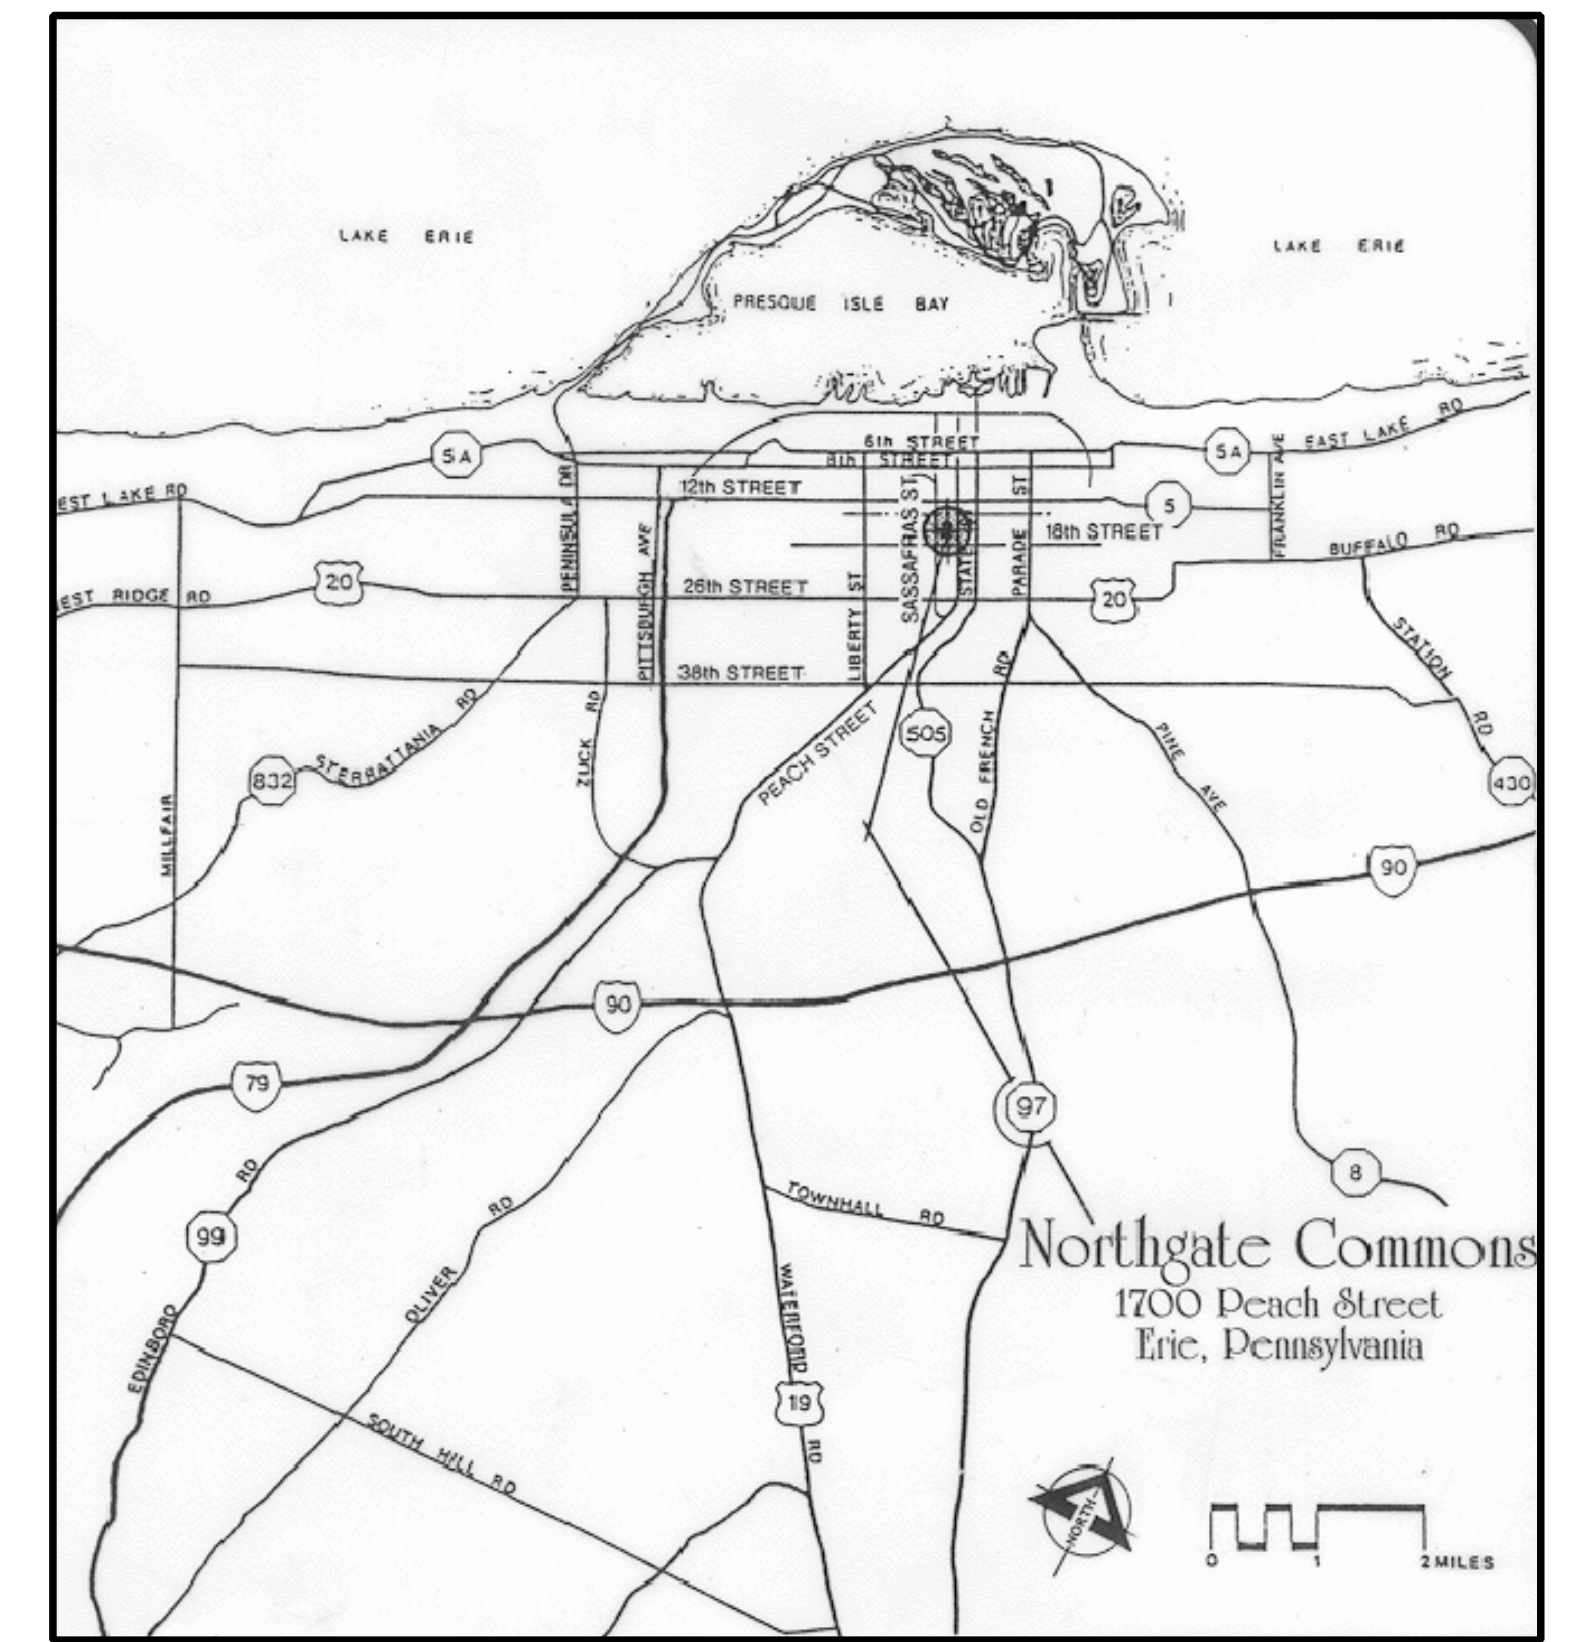 LAKE ERIE
LAKE ERIE
PRESQUE ISLE BAY
EAST LAKE RD
6th STREET
5A
5A
8th STREET
EST LAKE RD
12th STREET
5
PENINSULA DR
PITTSBURGH AVE
SASSAFRAS ST
STATE
PARADE ST
18th STREET
FRANKLIN AVE
BUFFALO RD
EST RIDGE RD
20
26th STREET
LIBERTY ST
20
STATION RD
38th STREET
STERRATTANIA RD
832
ZUCK RD
PEACH STREET
505
OLD FRENCH RD
PINE AVE
430
MILLFAIR
90
90
79
97
8
RD
99
EDINBORO
OLIVER RD
TOWNHALL RD
WATERFORD
19
RD
SOUTH HILL RD
Northgate Commons
1700 Peach Street
Erie, Pennsylvania
NORTH
0 1 2 MILES